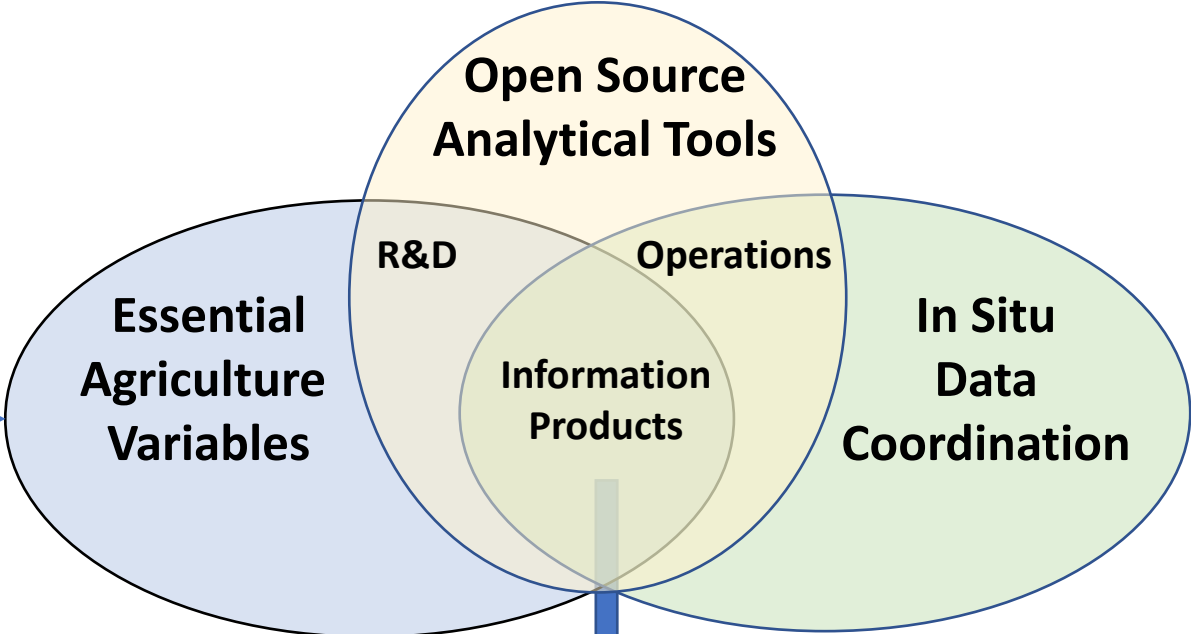 Open Source
Analytical Tools
R&D
Operations
Essential
Agriculture
Variables
Information
Products
In Situ
Data
Coordination